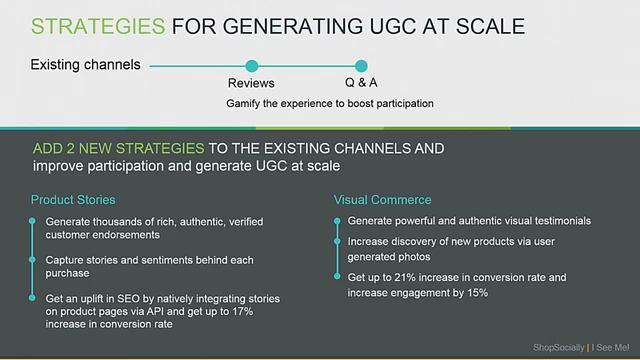 STRATEGIES FOR GENERATING UGC AT SCALE
Existing channels
Reviews
Q & A
Gamify the experience to boost participation
ADD 2 NEW STRATEGIES TO THE EXISTING CHANNELS AND
improve participation and generate UGC at scale
Product Stories
Generate thousands of rich, authentic, verified
customer endorsements
Capture stories and sentiments behind each
purchase
Get an uplift in SEO by natively integrating stories
on product pages via API and get up to 17%
increase in conversion rate
Visual Commerce
Generate powerful and authentic visual testimonials
Increase discovery of new products via user
generated photos
Get up to 21% increase in conversion rate and
increase engagement by 15%
ShopSocially | I See Me!